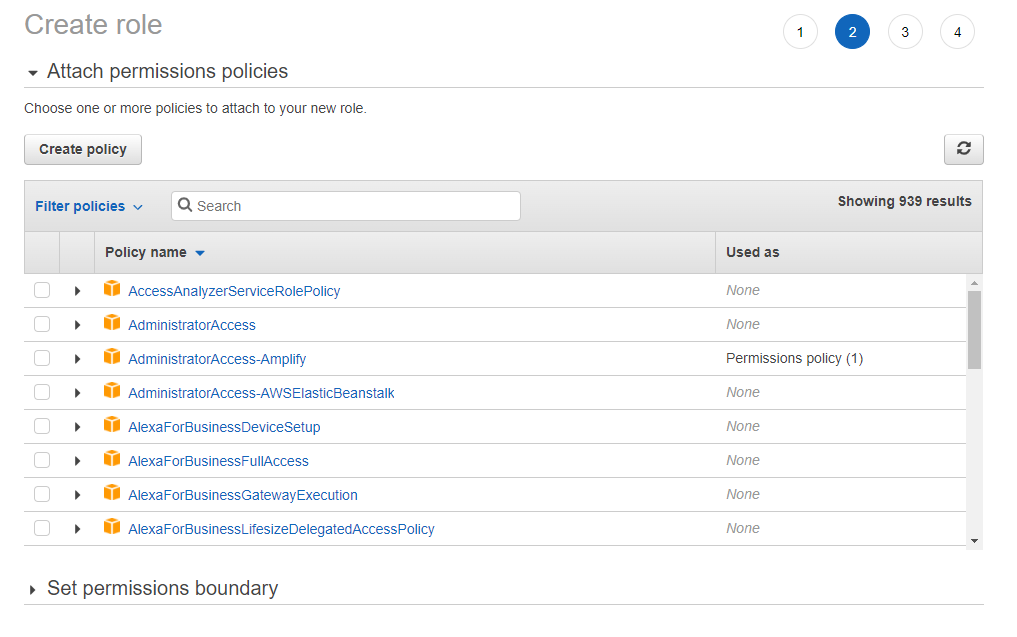 Create role
1 2 3 4
Attach permissions policies
Choose one or more policies to attach to your new role.
Create policy
Filter policies Search Showing 939 results
Policy name Used as
AccessAnalyzerServiceRolePolicy None
AdministratorAccess None
AdministratorAccess-Amplify Permissions policy (1)
AdministratorAccess-AWSElasticBeanstalk None
AlexaForBusinessDeviceSetup None
AlexaForBusinessFullAccess None
AlexaForBusinessGatewayExecution None
AlexaForBusinessLifesizeDelegatedAccessPolicy None
Set permissions boundary